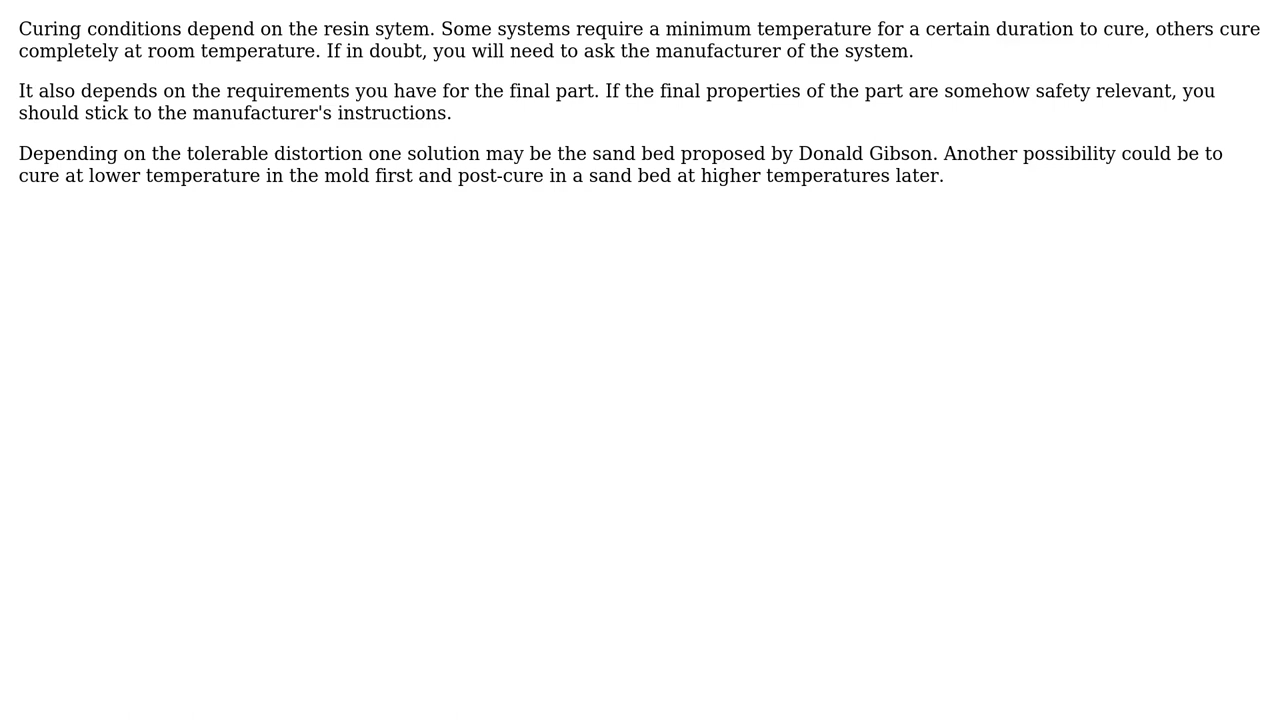 Curing conditions depend on the resin sytem. Some systems require a minimum temperature for a certain duration to cure, others cure
completely at room temperature. If in doubt, you will need to ask the manufacturer of the system.
It also depends on the requirements you have for the final part. If the final properties of the part are somehow safety relevant, you
should stick to the manufacturer's instructions.
Depending on the tolerable distortion one solution may be the sand bed proposed by Donald Gibson. Another possibility could be to
cure at lower temperature in the mold first and post-cure in a sand bed at higher temperatures later.